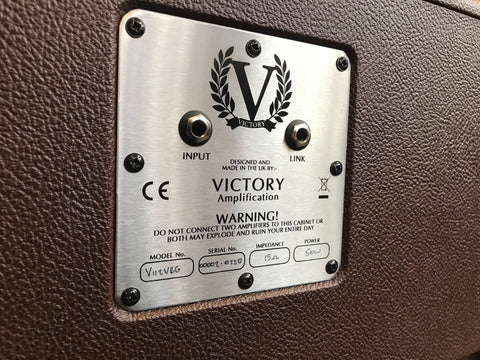 V
VICTORY
INPUT
LINK
DESIGNED AND
MADE IN THE UK BY:-
CE
VICTORY
Amplification
WARNING!
DO NOT CONNECT TWO AMPLIFIERS TO THIS CABINET OR
BOTH MAY EXPLODE AND RUIN YOUR ENTIRE DAY
MODEL No. SERIAL No. IMPEDANCE POWER
V112VBG 15Ω